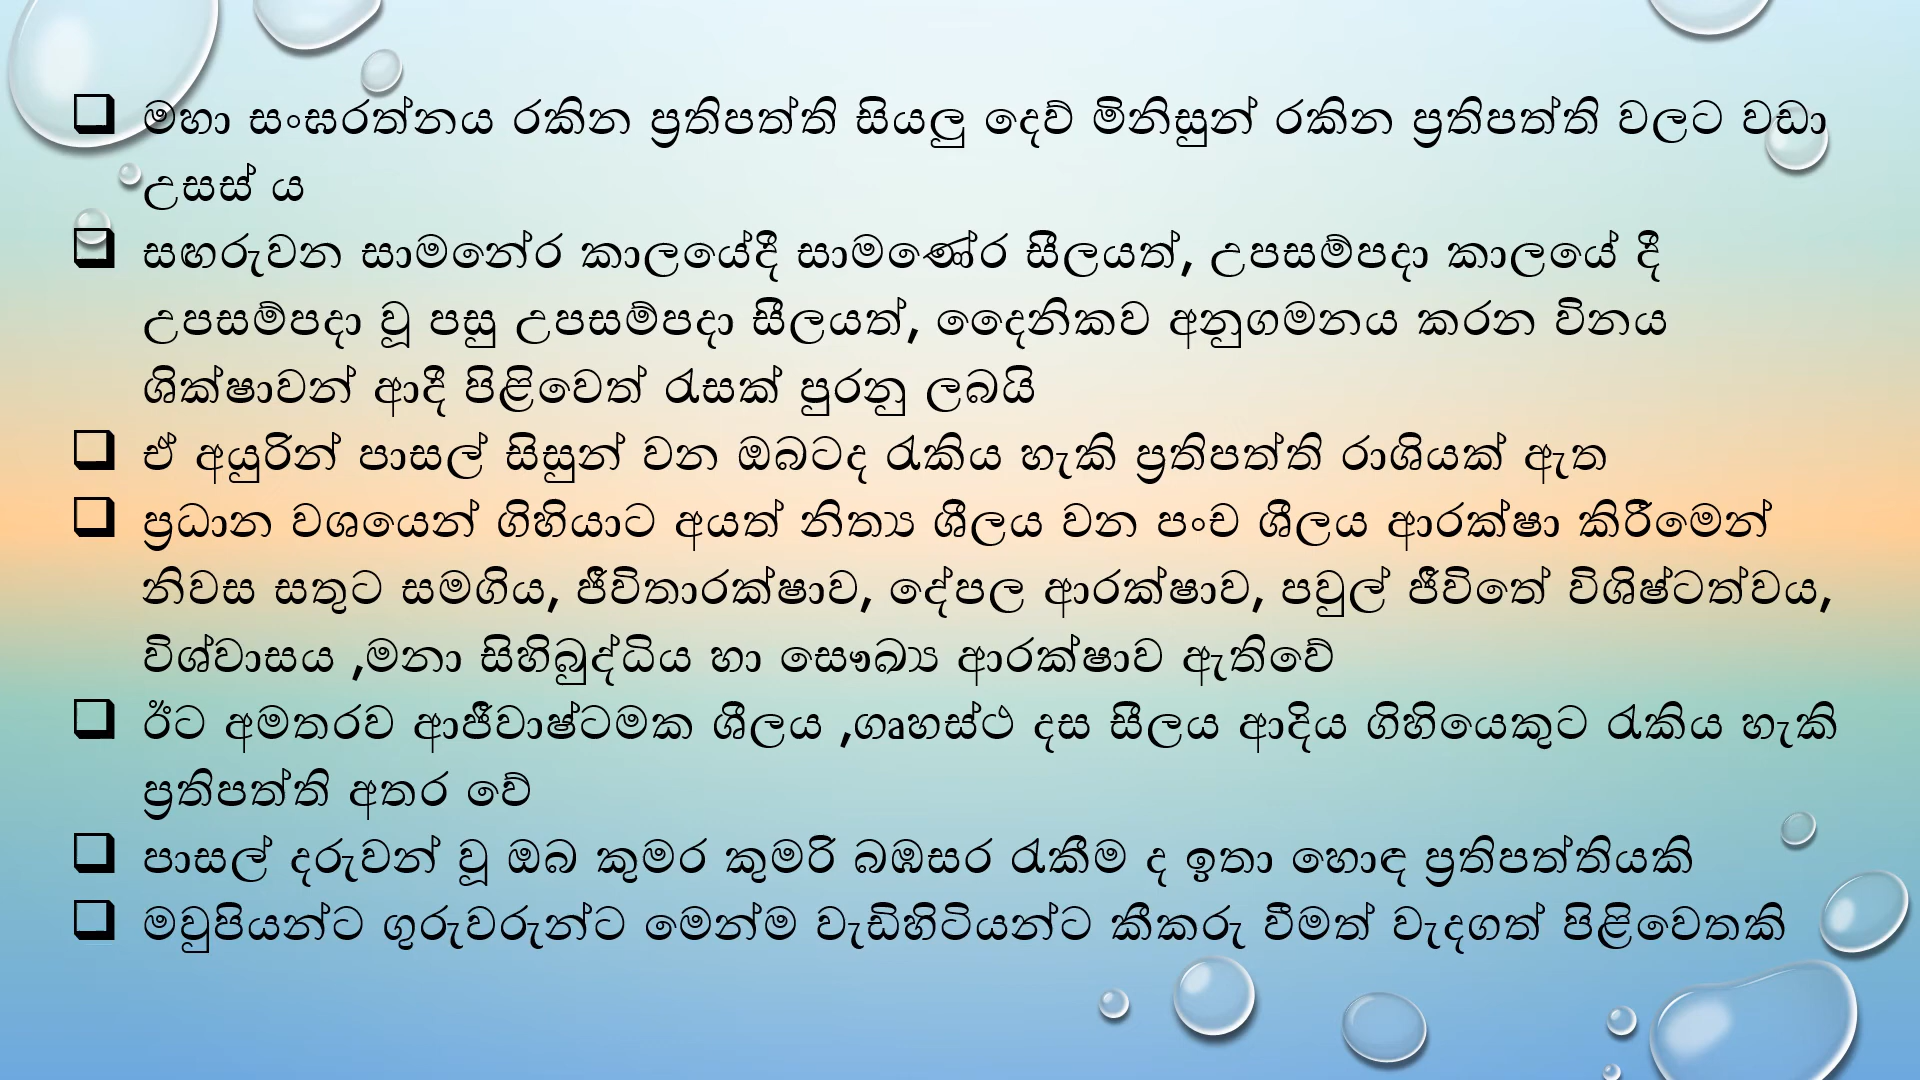 ❑ මහා සංඝරත්නය රකින ප්‍රතිපත්ති සියලු දෙව් මිනිසුන් රකින ප්‍රතිපත්ති වලට වඩා
උසස් ය
❑ සඟරුවන සාමනේර කාලයේදී සාමණේර සීලයත්, උපසම්පදා කාලයේ දී
උපසම්පදා වූ පසු උපසම්පදා සීලයත්, දෛනිකව අනුගමනය කරන විනය
ශික්ෂාවන් ආදී පිළිවෙත් රැසක් පුරනු ලබයි
❑ ඒ අයුරින් පාසල් සිසුන් වන ඔබටද රැකිය හැකි ප්‍රතිපත්ති රාශියක් ඇත
❑ ප්‍රධාන වශයෙන් ගිහියාට අයත් නිත්‍ය ශීලය වන පංච ශීලය ආරක්ෂා කිරීමෙන්
නිවස සතුට සමගිය, ජීවිතාරක්ෂාව, දේපල ආරක්ෂාව, පවුල් ජීවිතේ විශිෂ්ටත්වය,
විශ්වාසය ,මනා සිහිබුද්ධිය හා සෞඛ්‍ය ආරක්ෂාව ඇතිවේ
❑ ඊට අමතරව ආජීවාෂ්ටමක ශීලය ,ගෘහස්ථ දස සීලය ආදිය ගිහියෙකුට රැකිය හැකි
ප්‍රතිපත්ති අතර වේ
❑ පාසල් දරුවන් වූ ඔබ කුමර කුමරි බඹසර රැකීම ද ඉතා හොඳ ප්‍රතිපත්තියකි
❑ මවුපියන්ට ගුරුවරුන්ට මෙන්ම වැඩිහිටියන්ට කීකරු වීමත් වැදගත් පිළිවෙතකි